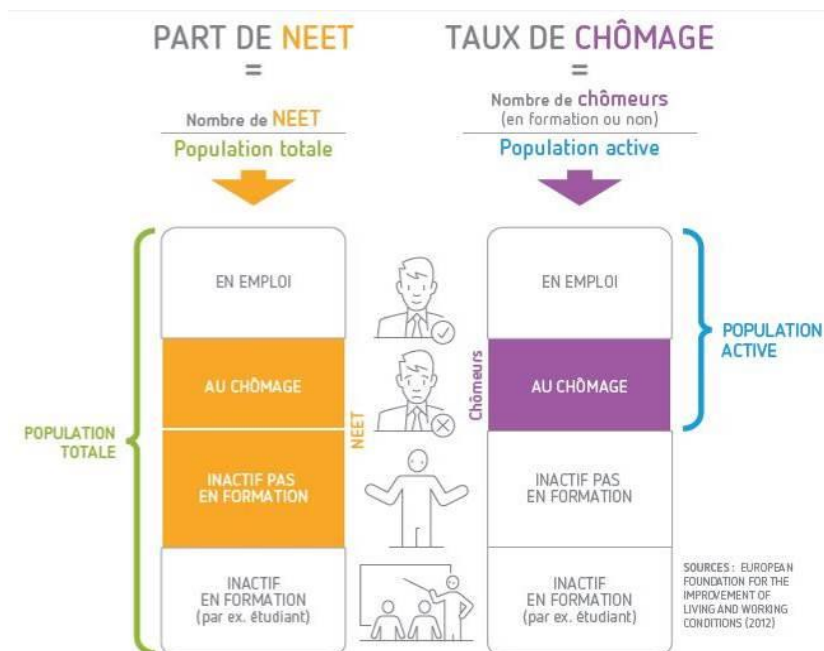 PART DE NEET
=
Nombre de NEET
Population totale
TAUX DE CHÔMAGE
=
Nombre de chômeurs
(en formation ou non)
Population active
POPULATION
TOTALE
EN EMPLOI
AU CHÔMAGE
INACTIF PAS
EN FORMATION
INACTIF
EN FORMATION
(par ex. étudiant)
NEET
Chômeurs
EN EMPLOI
AU CHÔMAGE
INACTIF PAS
EN FORMATION
INACTIF
EN FORMATION
(par ex. étudiant)
POPULATION
ACTIVE
SOURCES : EUROPEAN
FOUNDATION FOR THE
IMPROVEMENT OF
LIVING AND WORKING
CONDITIONS (2012)